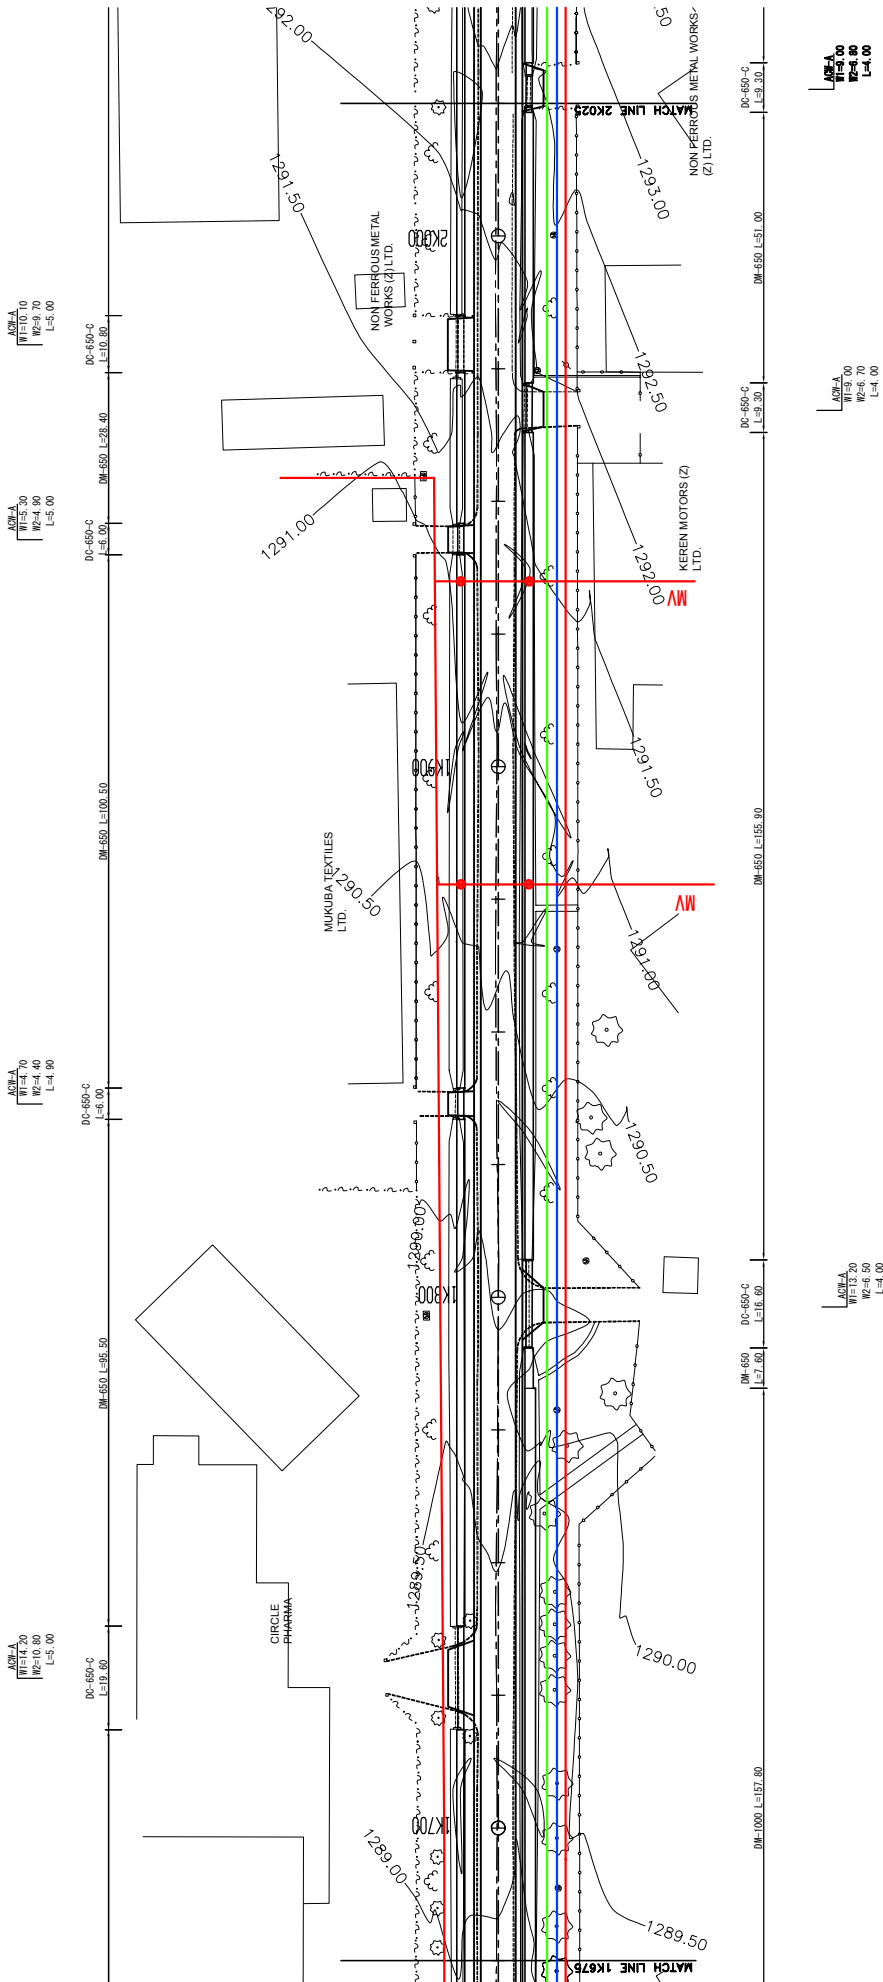 1292.00
.50
NON FERROUS METAL WORKS
(Z) LTD.
DC-650-C
L=9.30
ACW-A
W1=9.00
W2=6.80
L=4.00
MATCH LINE 2K025
1291.50
1293.00
2K000
NON FERROUS METAL
WORKS (Z) LTD.
DM-650 L=51.00
ACW-A
W1=10.10
W2=9.70
L=5.00
DC-650-C
L=10.80
1292.50
DC-650-C
L=9.30
ACW-A
W1=9.00
W2=6.70
L=4.00
DM-650 L=28.40
ACW-A
W1=5.30
W2=4.90
L=5.00
DC-650-C
L=6.00
1291.00
KEREN MOTORS (Z)
LTD.
1292.00
MV
1291.50
1K900
DM-650 L=100.50
DM-650 L=155.90
MUKUBA TEXTILES
LTD.
1290.50
MV
1291.00
ACW-A
W1=4.70
W2=4.40
L=4.90
DC-650-C
L=6.00
1290.50
1290.00
1K800
DC-650-C
L=16.60
ACW-A
W1=13.20
W2=6.50
L=4.00
DM-650
L=7.60
DM-650 L=95.50
1289.50
CIRCLE
PHARMA
1290.00
ACW-A
W1=14.20
W2=10.80
L=5.00
DC-650-C
L=19.60
1K700
1289.00
DM-1000 L=157.80
1289.50
MATCH LINE 1K675